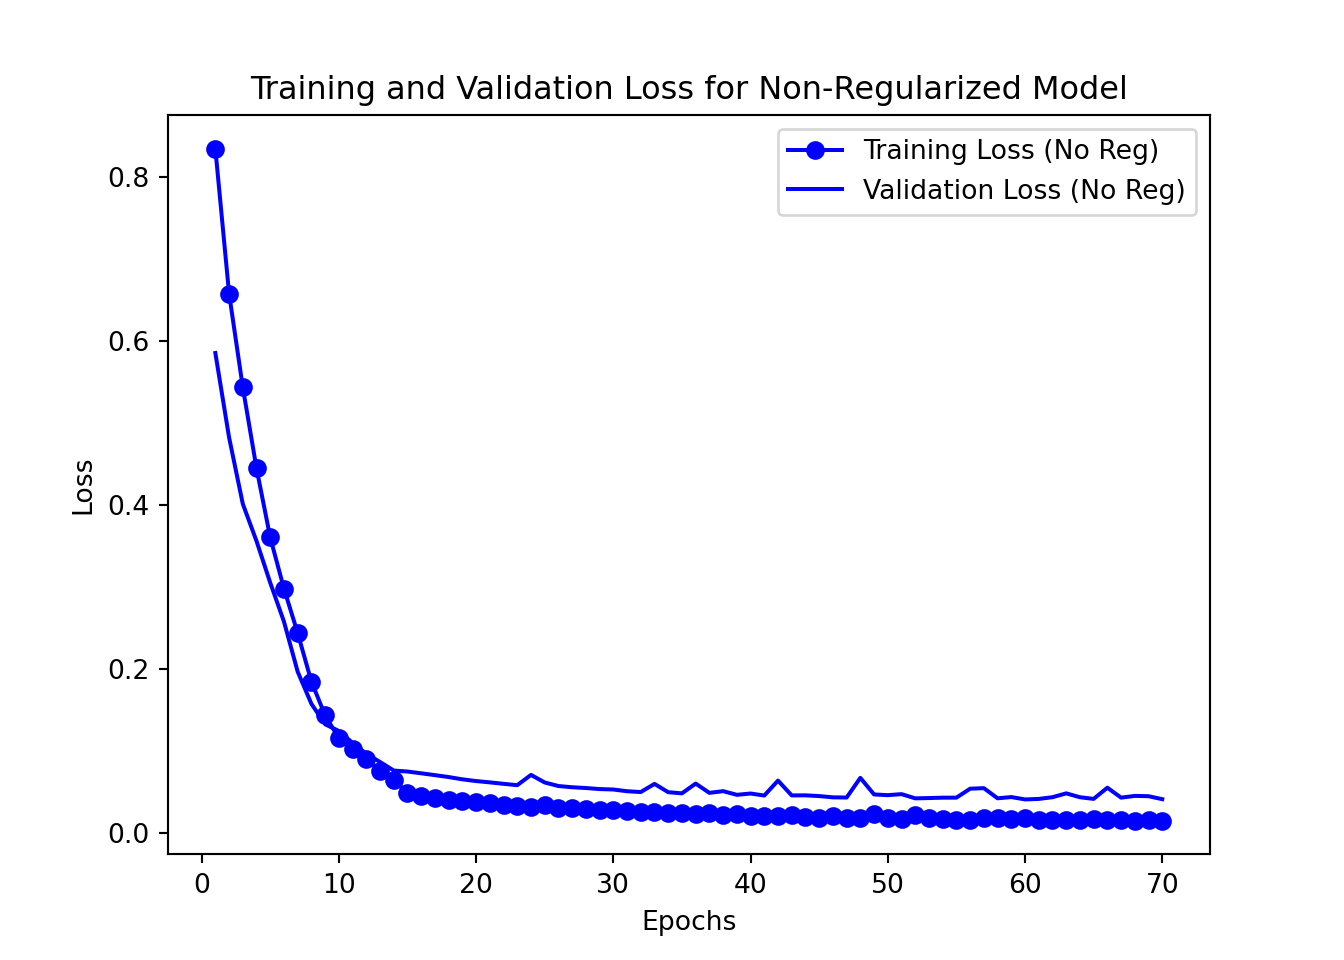 Training and Validation Loss for Non-Regularized Model
Training Loss (No Reg)
Validation Loss (No Reg)
Loss
0.8
0.6
0.4
0.2
0.0
0 10 20 30 40 50 60 70
Epochs